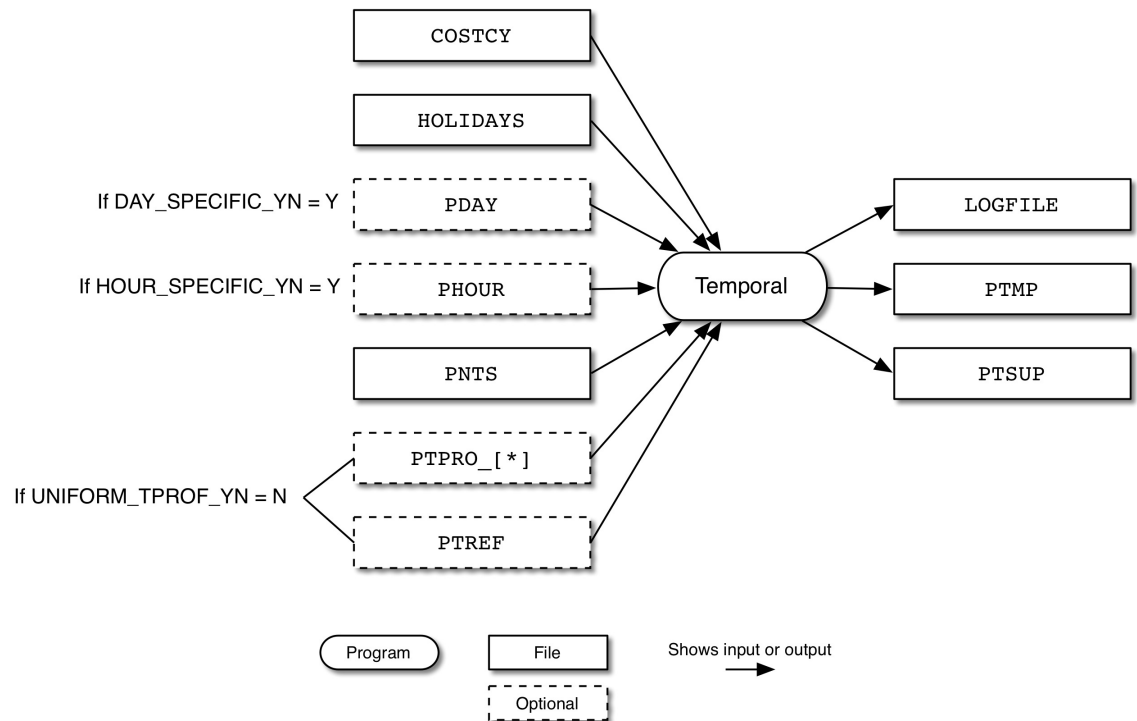 COSTCY
HOLIDAYS
If DAY_SPECIFIC_YN = Y
PDAY
LOGFILE
If HOUR_SPECIFIC_YN = Y
PHOUR
Temporal
PTMP
PNTS
PTSUP
PTPRO_[*]
If UNIFORM_TPROF_YN = N
PTREF
Program
File
Shows input or output
Optional